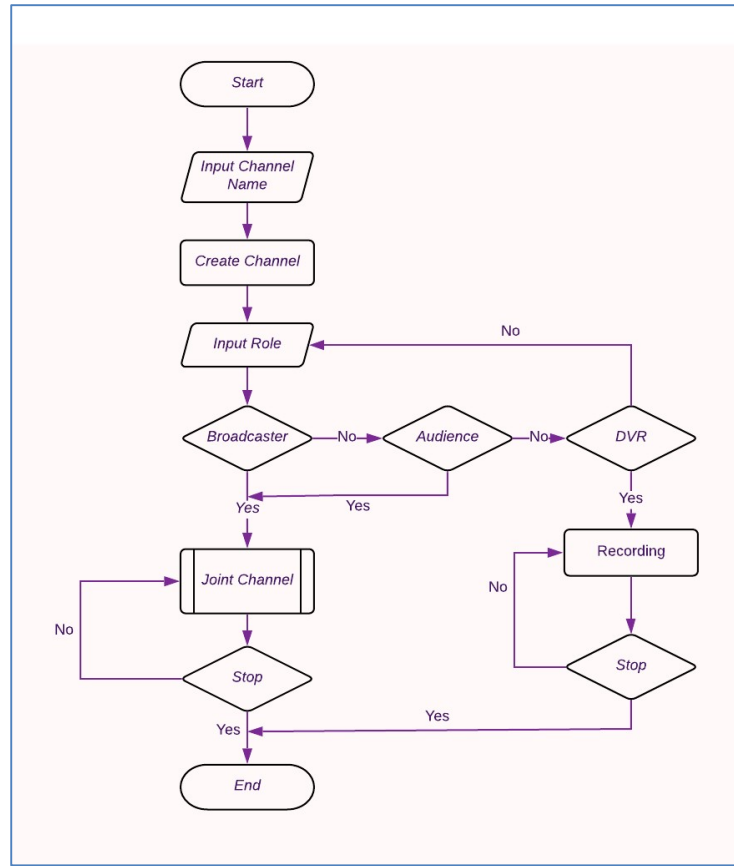 Start
Input Channel
Name
Create Channel
No
Input Role
Broadcaster
No
Audience
No
DVR
Yes
Yes
Yes
Joint Channel
Recording
No
No
Stop
Stop
Yes
Yes
End